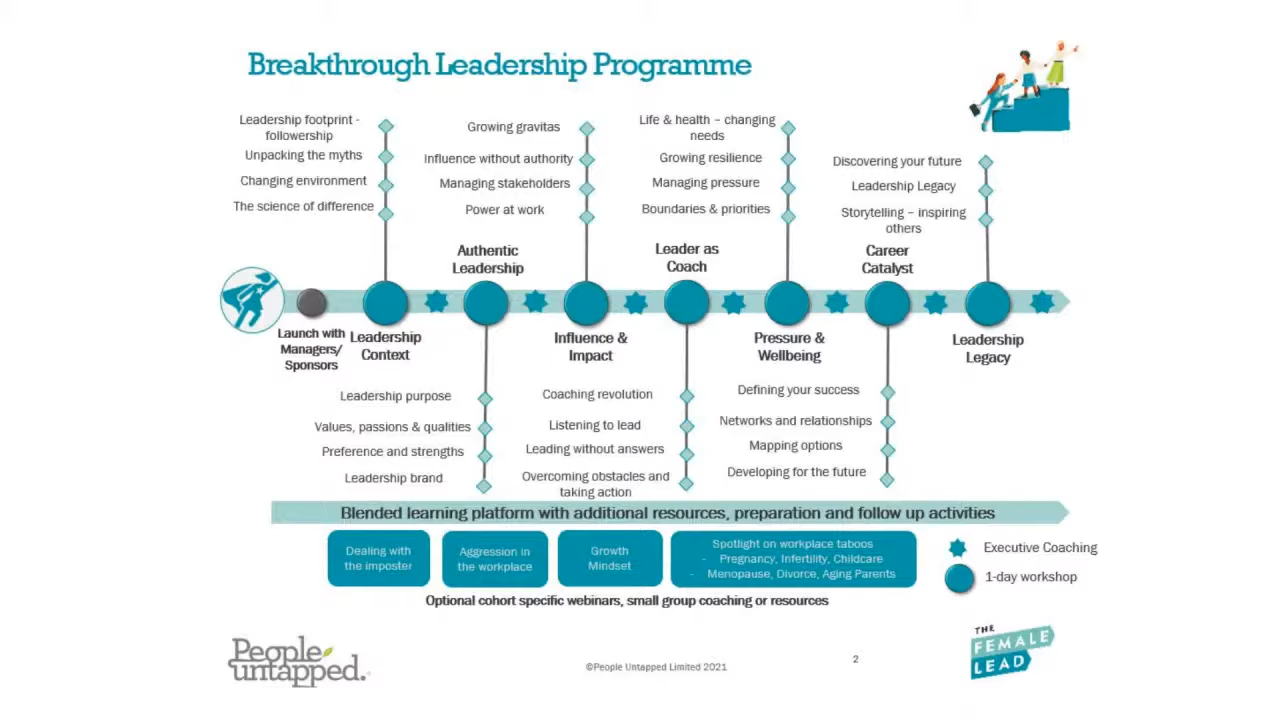 Breakthrough Leadership Programme
Leadership footprint -
followership
Unpacking the myths
Changing environment
The science of difference
Growing gravitas
Influence without authority
Managing stakeholders
Power at work
Life & health – changing
needs
Growing resilience
Managing pressure
Boundaries & priorities
Discovering your future
Leadership Legacy
Storytelling – inspiring
others
Authentic
Leadership
Leader as
Coach
Career
Catalyst
Launch with
Managers/
Sponsors
Leadership
Context
Influence &
Impact
Pressure &
Wellbeing
Leadership
Legacy
Leadership purpose
Values, passions & qualities
Preference and strengths
Leadership brand
Coaching revolution
Listening to lead
Leading without answers
Overcoming obstacles and
taking action
Defining your success
Networks and relationships
Mapping options
Developing for the future
Blended learning platform with additional resources, preparation and follow up activities
Dealing with
the imposter
Aggression in
the workplace
Growth
Mindset
Spotlight on workplace taboos
- Pregnancy, Infertility, Childcare
- Menopause, Divorce, Aging Parents
Executive Coaching
1-day workshop
Optional cohort specific webinars, small group coaching or resources
People
untapped.
©People Untapped Limited 2021
2
THE
FEMALE
LEAD